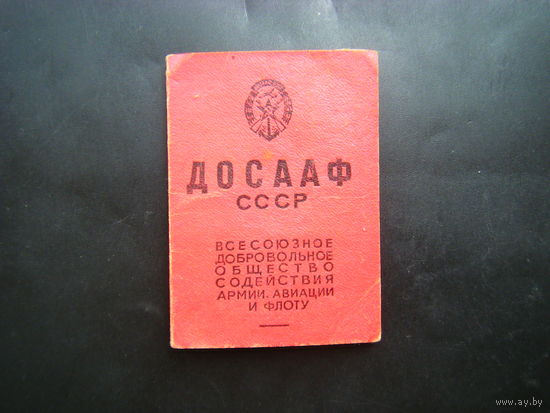 ДОСААФ
СССР
ВСЕСОЮЗНОЕ
ДОБРОВОЛЬНОЕ
ОБЩЕСТВО
СОДЕЙСТВИЯ
АРМИИ, АВИАЦИИ
И ФЛОТУ
www.ay.by